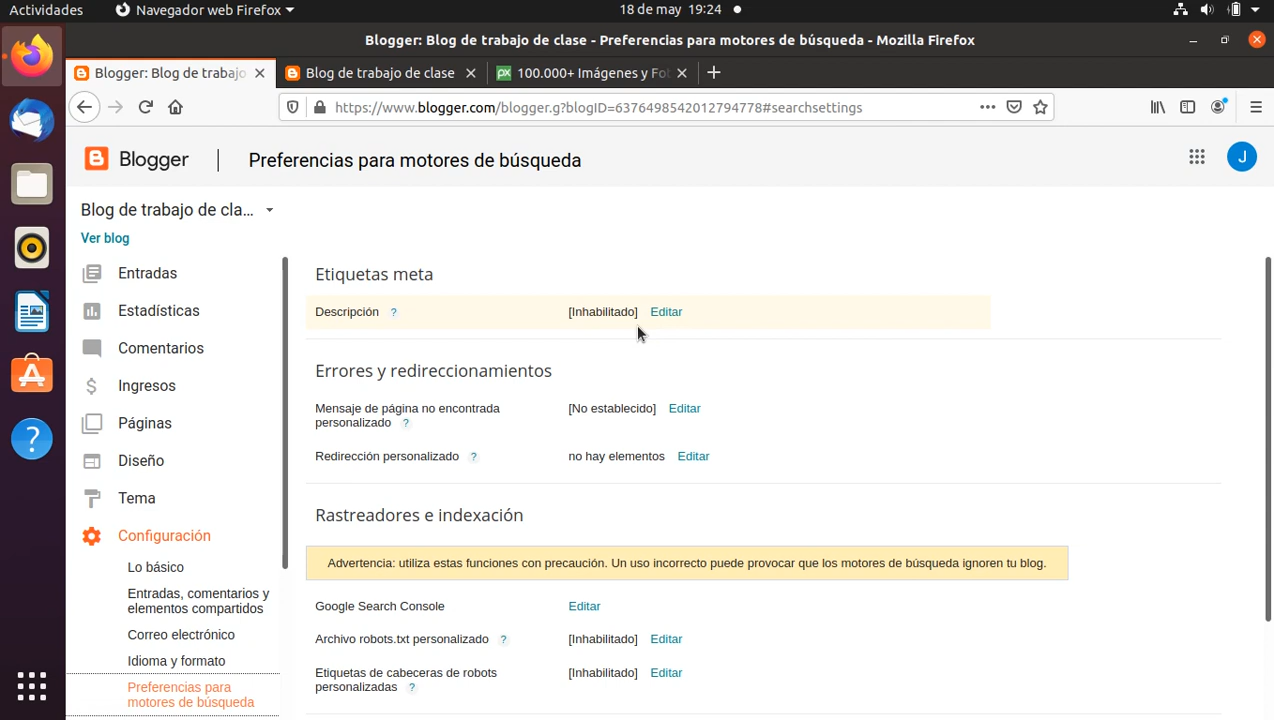 Actividades Navegador web Firefox 18 de may 19:24
Blogger: Blog de trabajo de clase - Preferencias para motores de búsqueda - Mozilla Firefox
Blogger: Blog de trabajo Blog de trabajo de clase px 100.000+ Imágenes y Fo
https://www.blogger.com/blogger.g?blogID=6376498542012794778#searchsettings
Blogger Preferencias para motores de búsqueda J
Blog de trabajo de cla...
Ver blog
Entradas
Estadísticas
Comentarios
Ingresos
Páginas
Diseño
Tema
Configuración
Lo básico
Entradas, comentarios y
elementos compartidos
Correo electrónico
Idioma y formato
Preferencias para
motores de búsqueda
Etiquetas meta
Descripción ? [Inhabilitado] Editar
Errores y redireccionamientos
Mensaje de página no encontrada [No establecido] Editar
personalizado ?
Redirección personalizado ? no hay elementos Editar
Rastreadores e indexación
Advertencia: utiliza estas funciones con precaución. Un uso incorrecto puede provocar que los motores de búsqueda ignoren tu blog.
Google Search Console Editar
Archivo robots.txt personalizado ? [Inhabilitado] Editar
Etiquetas de cabeceras de robots [Inhabilitado] Editar
personalizadas ?